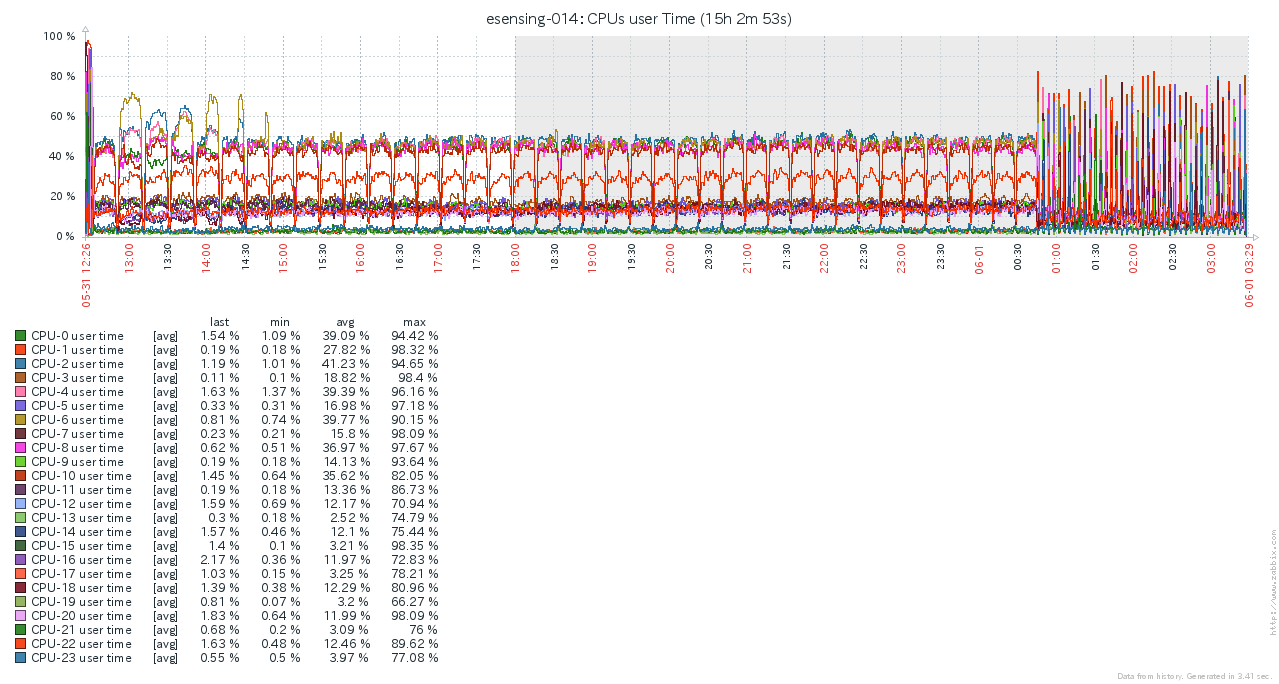 esensing-014: CPUs user Time (15h 2m 53s)
100 %
80 %
60 %
40 %
20 %
0 %
05-31 12:26 13:00 13:30 14:00 14:30 15:00 15:30 16:00 16:30 17:00 17:30 18:00 18:30 19:00 19:30 20:00 20:30 21:00 21:30 22:00 22:30 23:00 23:30 06-01 00:30 01:00 01:30 02:00 02:30 03:00 06-01 03:29
last min avg max
CPU-0 user time [avg] 1.54 % 1.09 % 39.09 % 94.42 %
CPU-1 user time [avg] 0.19 % 0.18 % 27.82 % 98.32 %
CPU-2 user time [avg] 1.19 % 1.01 % 41.23 % 94.65 %
CPU-3 user time [avg] 0.11 % 0.1 % 18.82 % 98.4 %
CPU-4 user time [avg] 1.63 % 1.37 % 39.39 % 96.16 %
CPU-5 user time [avg] 0.33 % 0.31 % 16.98 % 97.18 %
CPU-6 user time [avg] 0.81 % 0.74 % 39.77 % 90.15 %
CPU-7 user time [avg] 0.23 % 0.21 % 15.8 % 98.09 %
CPU-8 user time [avg] 0.62 % 0.51 % 36.97 % 97.67 %
CPU-9 user time [avg] 0.19 % 0.18 % 14.13 % 93.64 %
CPU-10 user time [avg] 1.45 % 0.64 % 35.62 % 82.05 %
CPU-11 user time [avg] 0.19 % 0.18 % 13.36 % 86.73 %
CPU-12 user time [avg] 1.59 % 0.69 % 12.17 % 70.94 %
CPU-13 user time [avg] 0.3 % 0.18 % 2.52 % 74.79 %
CPU-14 user time [avg] 1.57 % 0.46 % 12.1 % 75.44 %
CPU-15 user time [avg] 1.4 % 0.1 % 3.21 % 98.35 %
CPU-16 user time [avg] 2.17 % 0.36 % 11.97 % 72.83 %
CPU-17 user time [avg] 1.03 % 0.15 % 3.25 % 78.21 %
CPU-18 user time [avg] 1.39 % 0.38 % 12.29 % 80.96 %
CPU-19 user time [avg] 0.81 % 0.07 % 3.2 % 66.27 %
CPU-20 user time [avg] 1.83 % 0.64 % 11.99 % 98.09 %
CPU-21 user time [avg] 0.68 % 0.2 % 3.09 % 76 %
CPU-22 user time [avg] 1.63 % 0.48 % 12.46 % 89.62 %
CPU-23 user time [avg] 0.55 % 0.5 % 3.97 % 77.08 %
http://www.zabbix.com
Data from history. Generated in 3.41 sec.